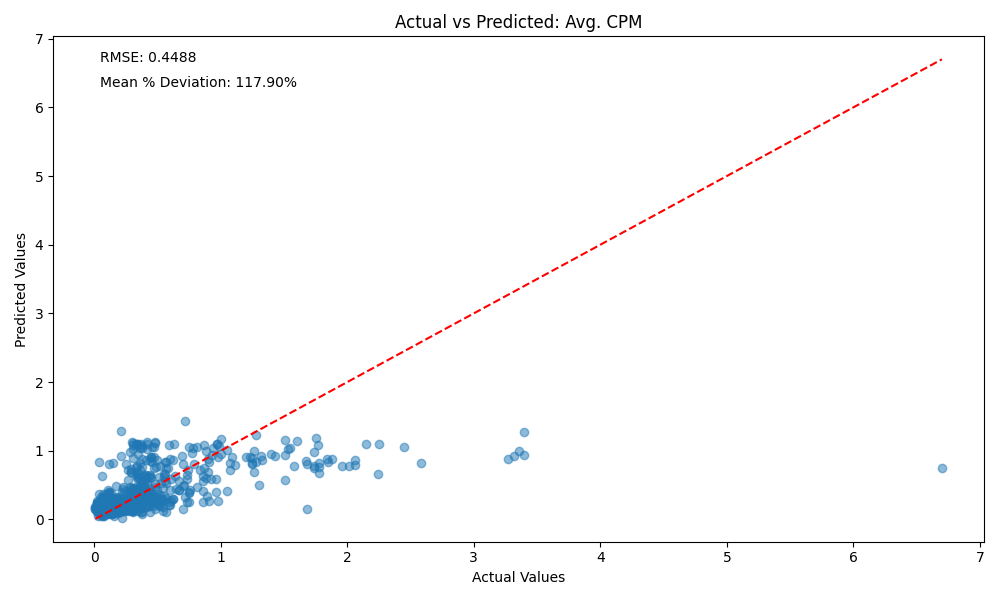 Actual vs Predicted: Avg. CPM
RMSE: 0.4488
Mean % Deviation: 117.90%
Predicted Values
7
6
5
4
3
2
1
0
0 1 2 3 4 5 6 7
Actual Values